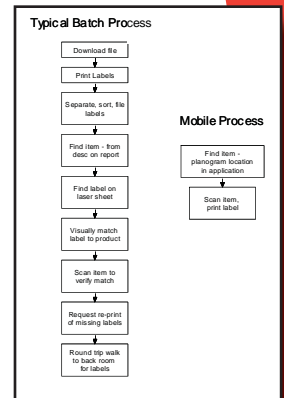 Typical Batch Process
Download file
Print Labels
Separate, sort, file
labels
Find item - from
desc on report
Find label on
laser sheet
Visually match
label to product
Scan item to
verify match
Request re-print
of missing labels
Round trip walk
to back room
for labels
Mobile Process
Find item -
planogram location
in application
Scan item,
print label